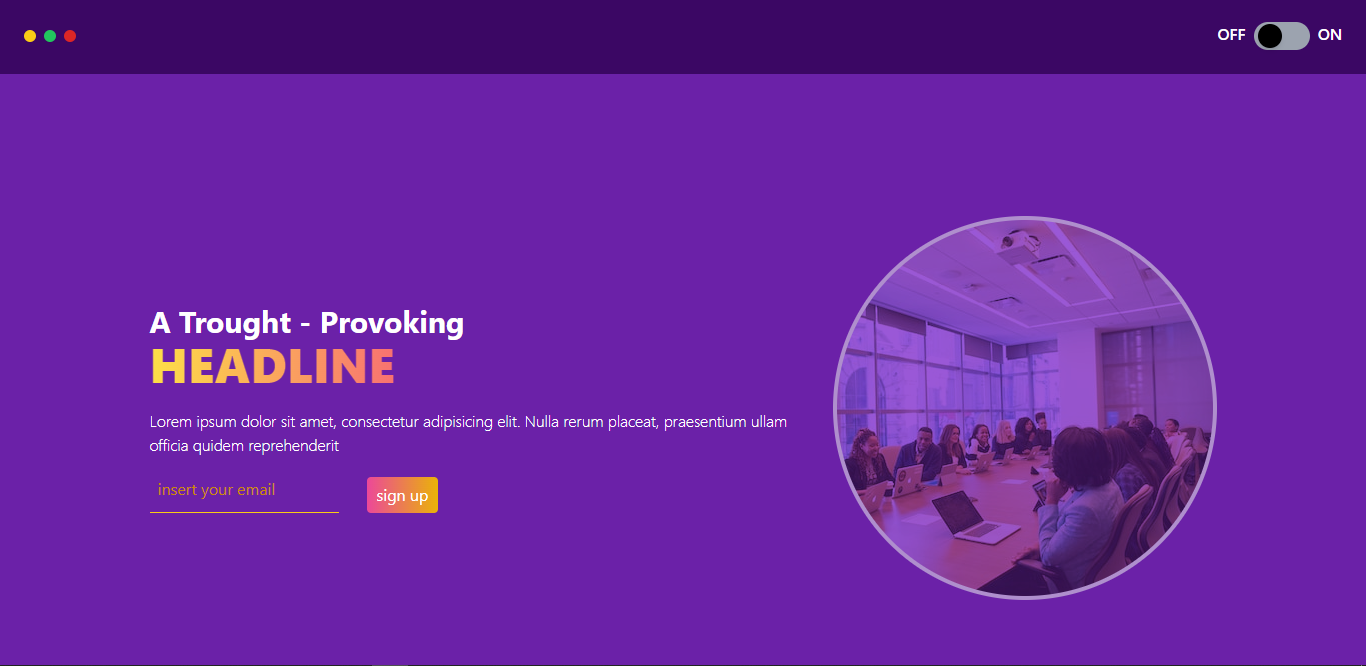 OFF ON
A Trought - Provoking
HEADLINE
Lorem ipsum dolor sit amet, consectetur adipisicing elit. Nulla rerum placeat, praesentium ullam
officia quidem reprehenderit
insert your email sign up